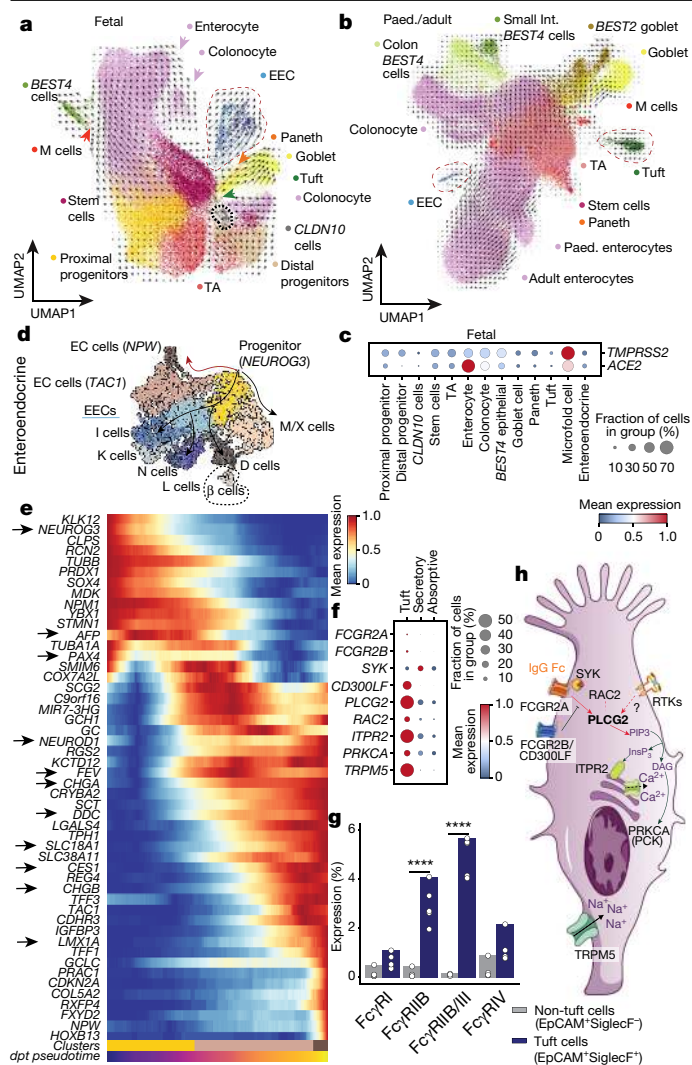 a
Fetal
Enterocyte
Colonocyte
EEC
BEST4
cells
Paneth
M cells
Goblet
Tuft
Colonocyte
Stem
cells
CLDN10
cells
Proximal
progenitors
Distal
progenitors
TA
UMAP2
UMAP1
b
Paed./adult
Small Int.
BEST4 cells
BEST2 goblet
Colon
BEST4
cells
Goblet
M cells
Colonocyte
TA
Tuft
EEC
Stem cells
Paneth
Paed. enterocytes
Adult enterocytes
UMAP2
UMAP1
d
EC cells (NPW)
Progenitor
(NEUROG3)
EC cells (TAC1)
EECs
I cells
K cells
N cells
L cells
β cells
D cells
M/X cells
Enteroendocrine
c
Fetal
TMPRSS2
ACE2
Proximal progenitor
Distal progenitor
CLDN10 cells
Stem cells
TA
Enterocyte
Colonocyte
BEST4 epithelial
Goblet cell
Paneth
Tuft
Microfold cell
Enteroendocrine
Fraction of cells
in group (%)
10 30 50 70
Mean expression
0 0.5 1.0
e
KLK12
NEUROG3
CLPS
RCN2
TUBB
PRDX1
SOX4
MDK
NPM1
YBX1
STMN1
AFP
TUBA1A
PAX4
SMIM6
COX7A2L
SCG2
C9orf16
MIR7-3HG
GCH1
GC
NEUROD1
RGS2
KCTD12
FEV
CHGA
CRYBA2
SCT
DDC
LGALS4
TPH1
SLC18A1
SLC38A11
CES1
REG4
CHGB
TFF3
TAC1
CDHR3
IGFBP3
LMX1A
TFF1
GCLC
PRAC1
CDKN2A
COL5A2
RXFP4
FXYD2
NPW
HOXB13
Clusters
dpt pseudotime
Mean expression
1.0
0.5
0
f
Tuft
Secretory
Absorptive
FCGR2A
FCGR2B
SYK
CD300LF
PLCG2
RAC2
ITPR2
PRKCA
TRPM5
Fraction of cells
in group (%)
50
40
30
20
10
Mean expression
1.0
0.5
0
g
Expression (%)
6
4
2
0
****
****
FcγRI
FcγRIIB
FcγRIIB/III
FcγRIV
Non-tuft cells
(EpCAM⁺SiglecF⁻)
Tuft cells
(EpCAM⁺SiglecF⁺)
h
IgG Fc
SYK
RAC2
FCGR2A
RTKs
?
PLCG2
PIP3
FCGR2B/
CD300LF
InsP₃
DAG
ITPR2
Ca²⁺
Ca²⁺
PRKCA
(PCK)
Na⁺
Na⁺
Na⁺
TRPM5